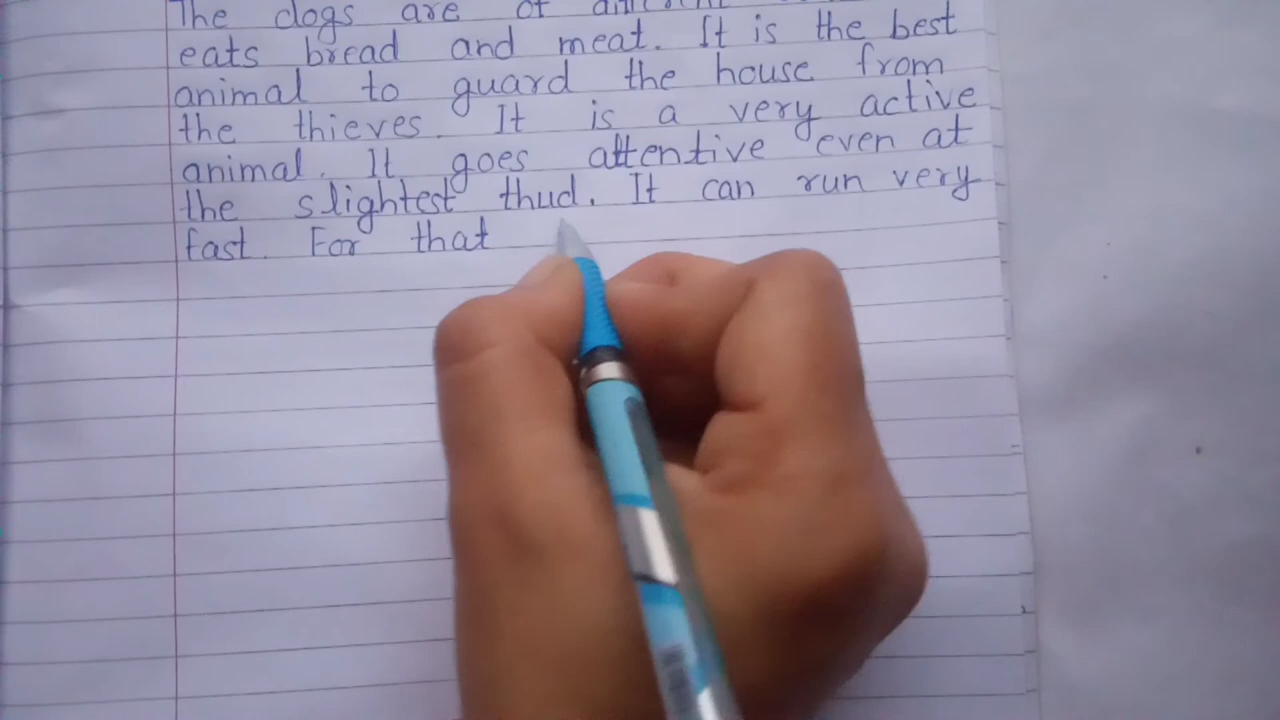 The dogs are of
eats bread and meat. It is the best
animal to guard the house from
the thieves. It is a very active
animal. It goes attentive even at
the slightest thud. It can run very
fast. For that